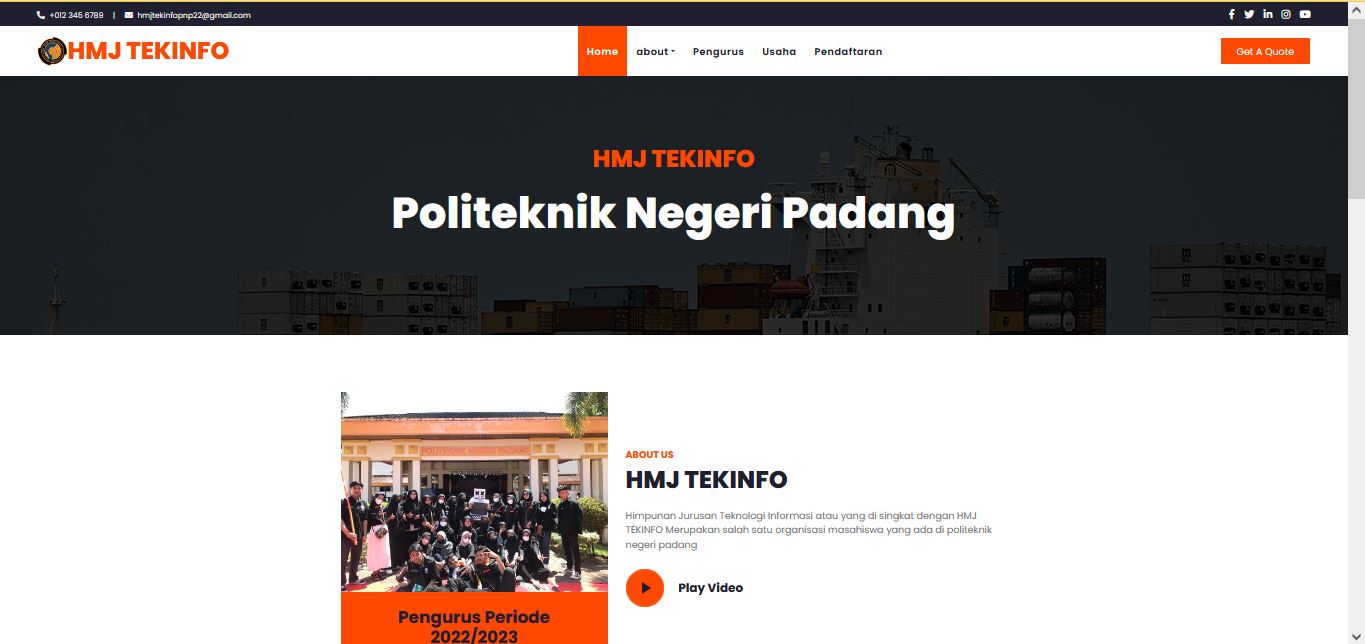 +012 345 6789 | hmjtekinfopnp22@gmail.com
HMJ TEKINFO
Home about Pengurus Usaha Pendaftaran
Get A Quote
HMJ TEKINFO
Politeknik Negeri Padang
POLITEKNIK NEGERI PADANG
ABOUT US
HMJ TEKINFO
Himpunan Jurusan Teknologi Informasi atau yang di singkat dengan HMJ
TEKINFO Merupakan salah satu organisasi masahiswa yang ada di politeknik
negeri padang
Play Video
Pengurus Periode
2022/2023